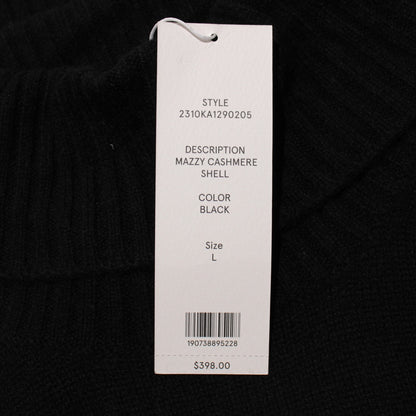 STYLE
2310KA1290205
DESCRIPTION
MAZZY CASHMERE
SHELL
COLOR
BLACK
Size
L
190738895228
$398.00